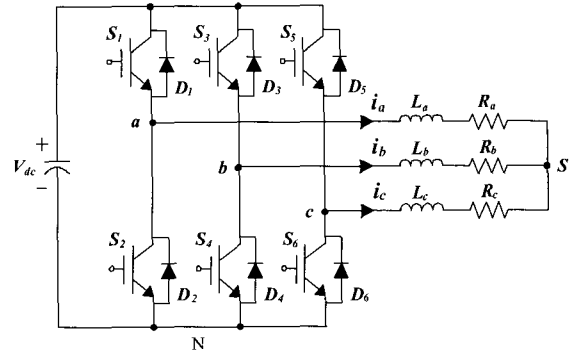 S1 S3 S5
D1 D3 D5
a
b
c
+
Vdc
−
ia La Ra
ib Lb Rb
ic Lc Rc
S
S2 S4 S6
D2 D4 D6
N